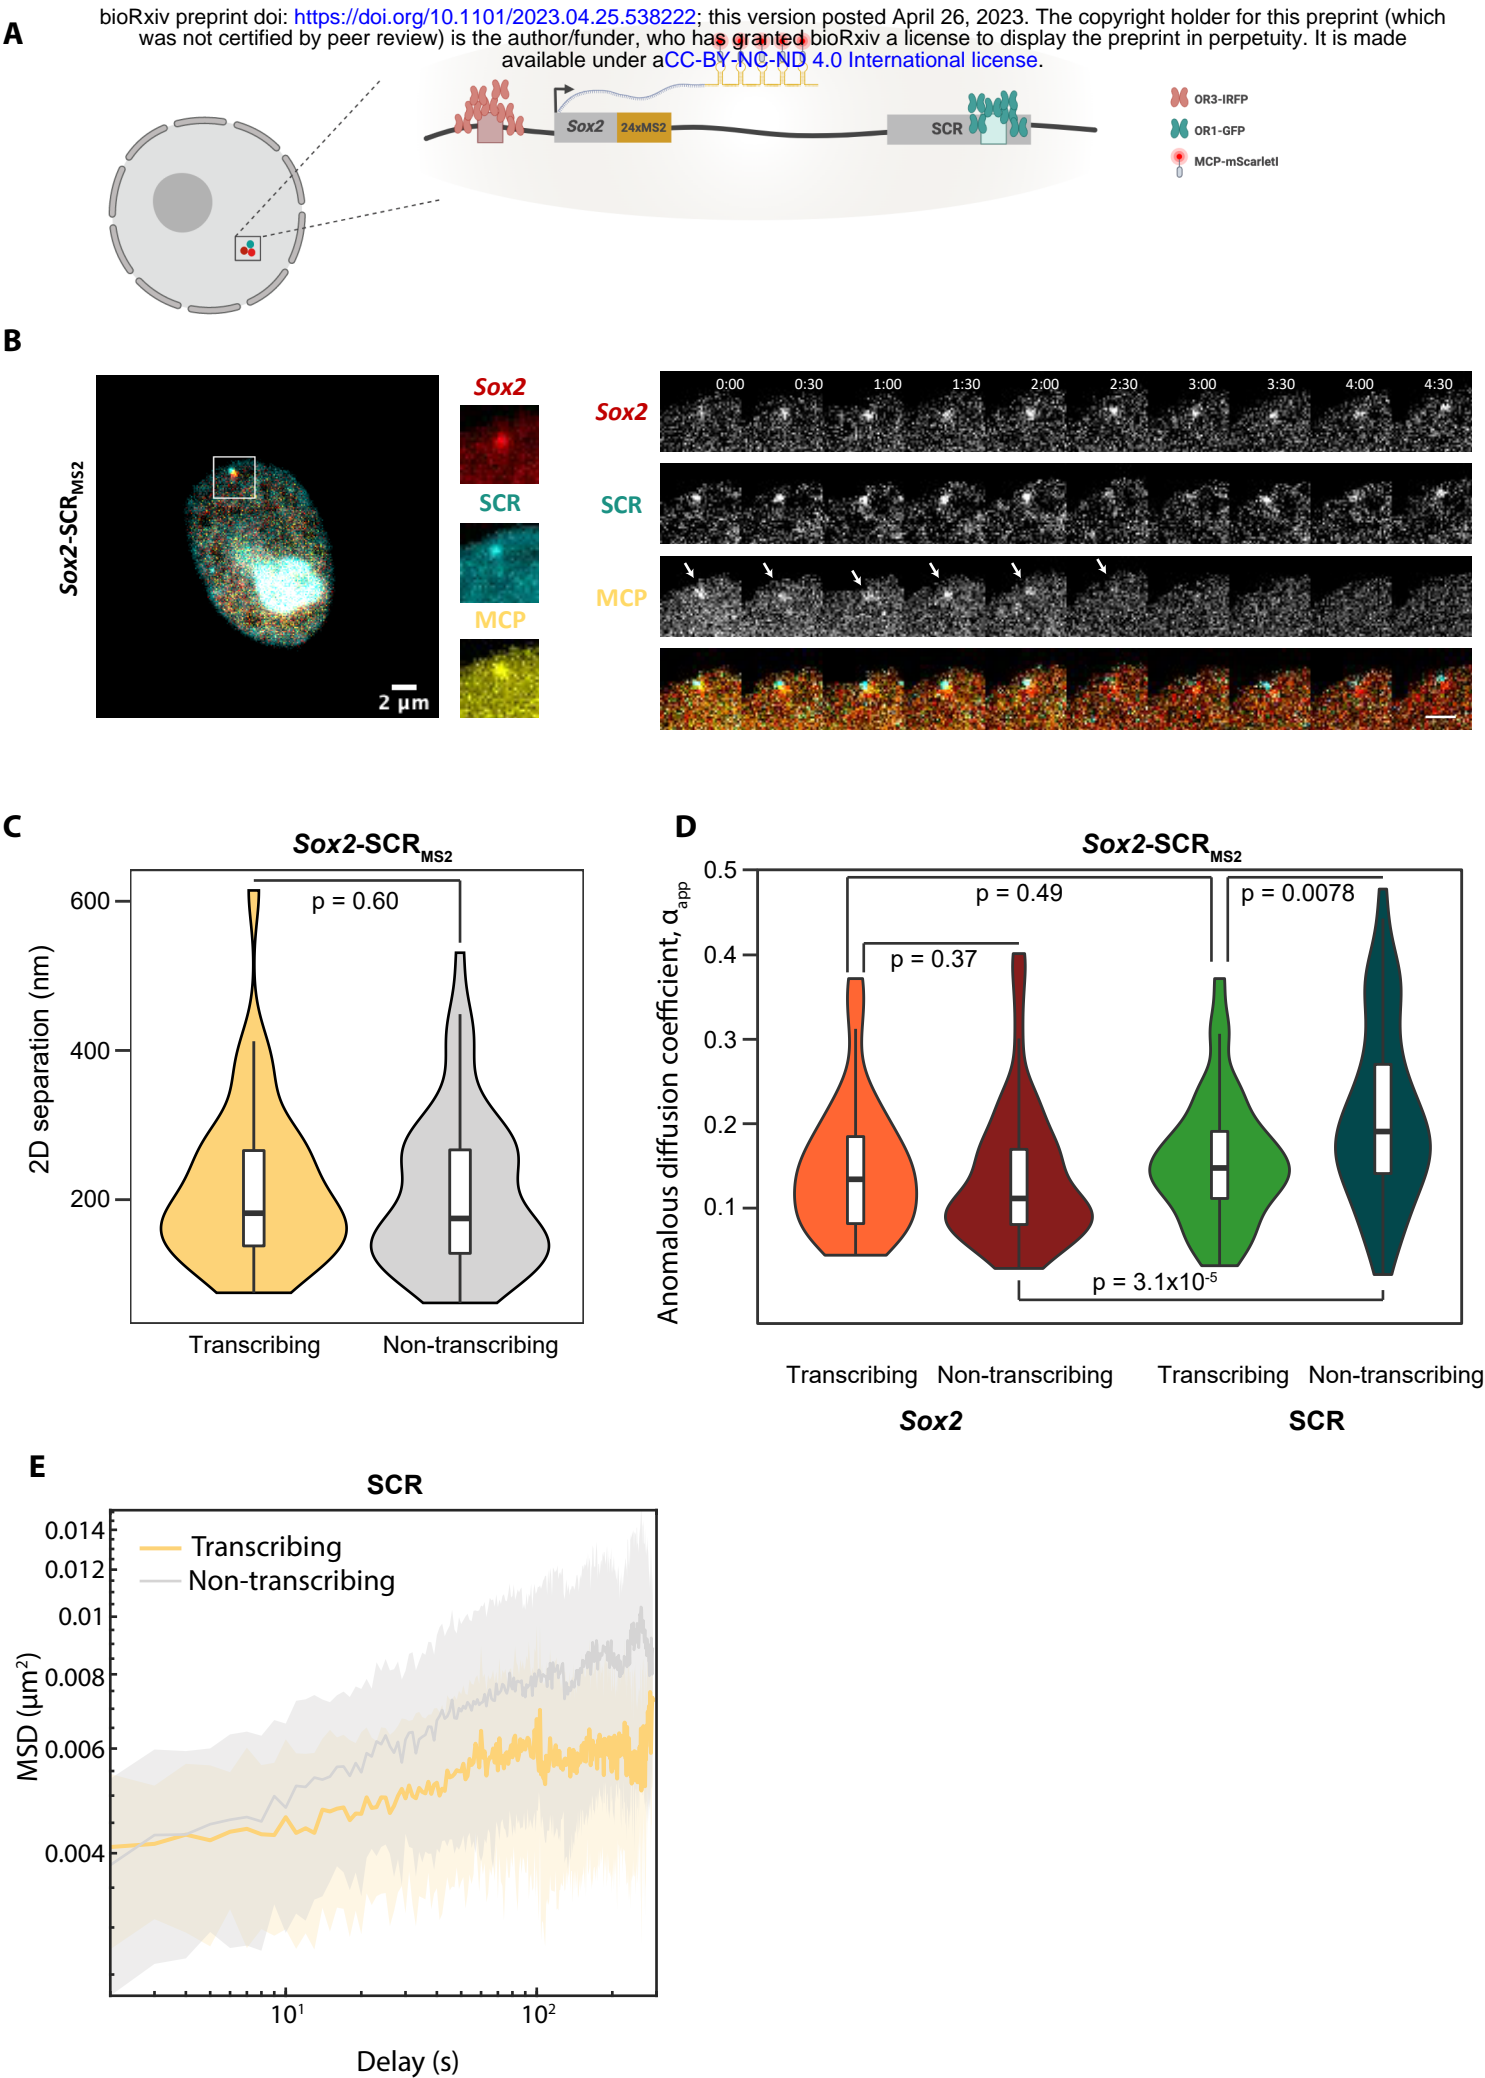 bioRxiv preprint doi: https://doi.org/10.1101/2023.04.25.538222; this version posted April 26, 2023. The copyright holder for this preprint (which
was not certified by peer review) is the author/funder, who has granted bioRxiv a license to display the preprint in perpetuity. It is made
available under aCC-BY-NC-ND 4.0 International license.
A
Sox2
24xMS2
SCR
OR3-IRFP
OR1-GFP
MCP-mScarletI
B
Sox2-SCRMS2
2 µm
Sox2
SCR
MCP
0:00 0:30 1:00 1:30 2:00 2:30 3:00 3:30 4:00 4:30
Sox2
SCR
MCP
C
Sox2-SCRMS2
p = 0.60
2D separation (nm)
600
400
200
Transcribing Non-transcribing
D
Sox2-SCRMS2
Anomalous diffusion coefficient, αapp
0.5
0.4
0.3
0.2
0.1
p = 0.49
p = 0.0078
p = 0.37
p = 3.1x10-5
Transcribing Non-transcribing Transcribing Non-transcribing
Sox2 SCR
E
SCR
MSD (µm2)
0.014
0.012
0.01
0.008
0.006
0.004
Transcribing
Non-transcribing
101 102
Delay (s)